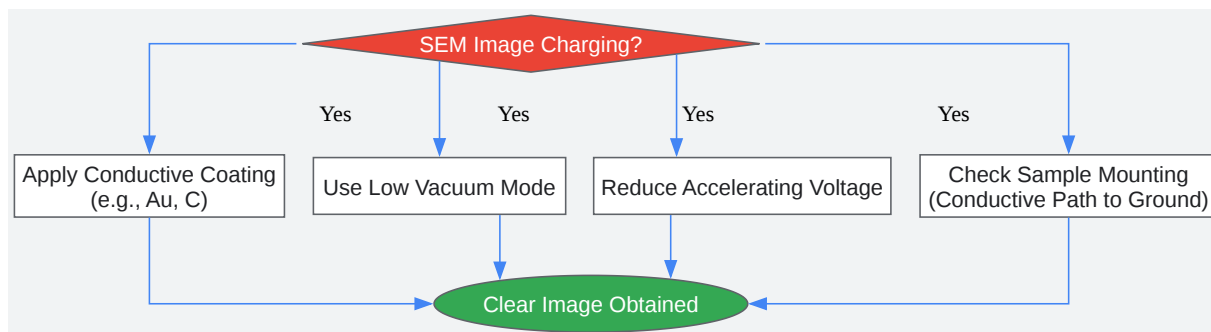 SEM Image Charging?
Yes
Yes
Yes
Yes
Apply Conductive Coating
(e.g., Au, C)
Use Low Vacuum Mode
Reduce Accelerating Voltage
Check Sample Mounting
(Conductive Path to Ground)
Clear Image Obtained